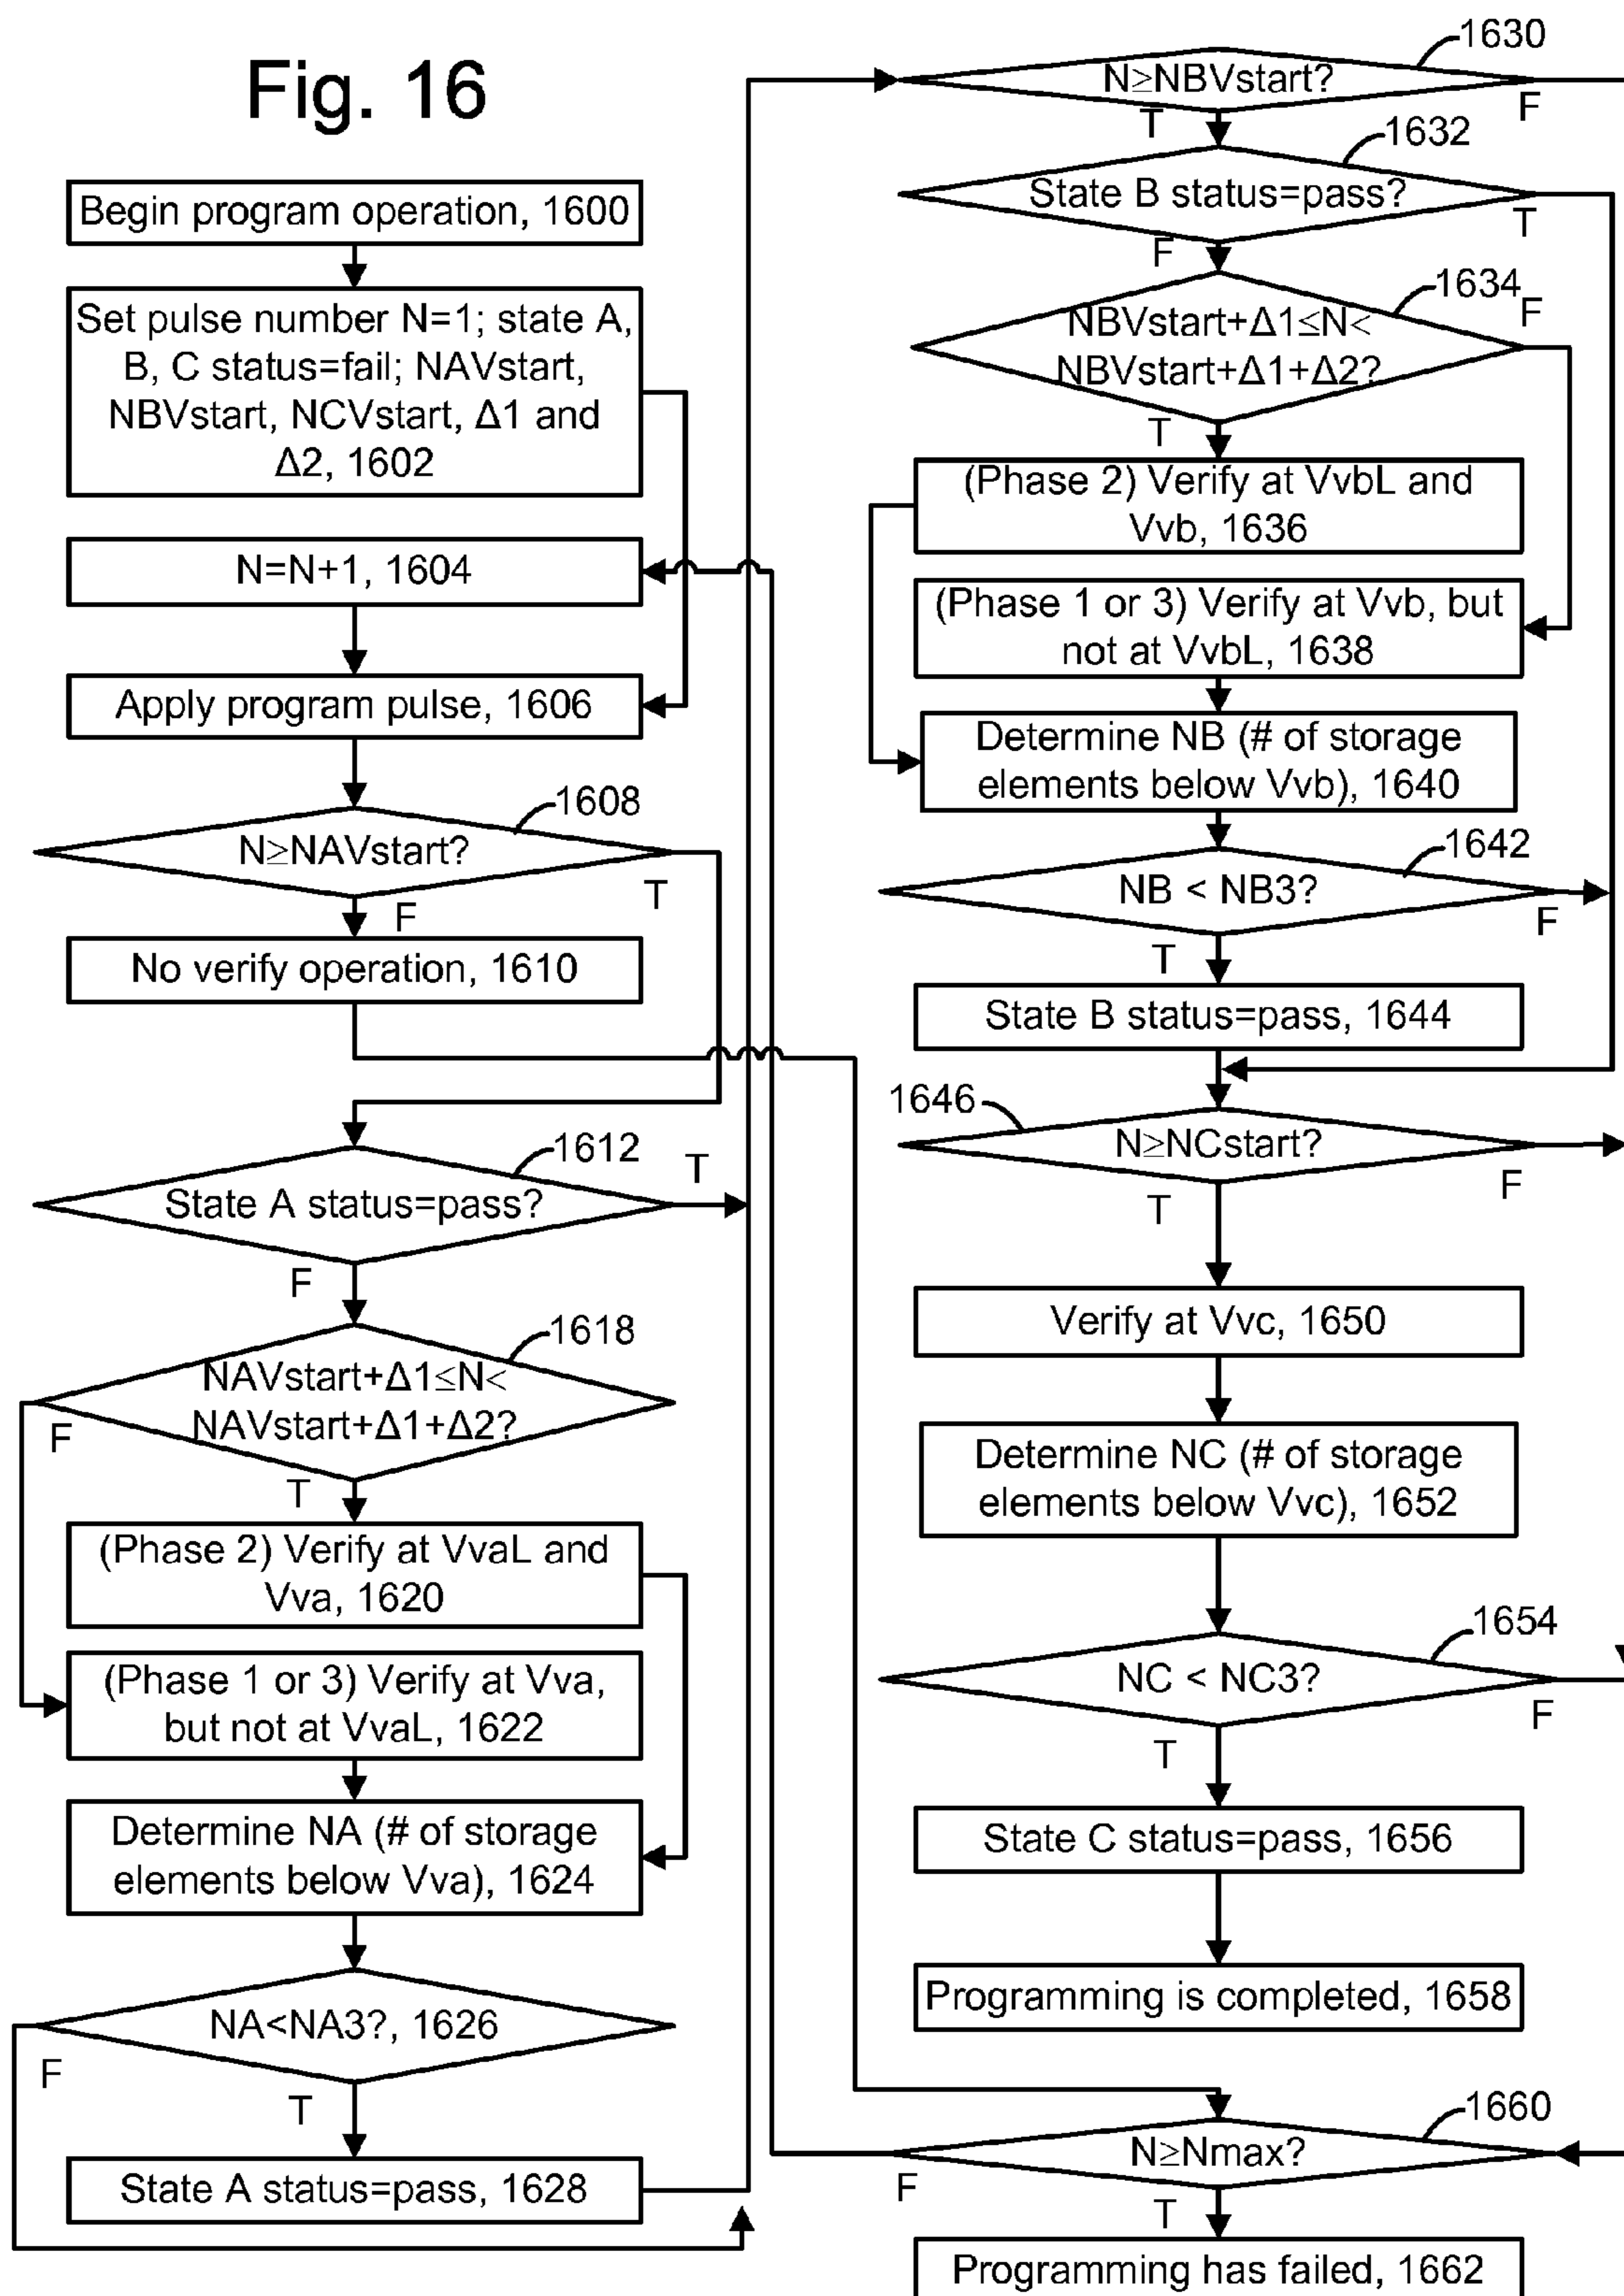 Fig. 16
Begin program operation, 1600
Set pulse number N=1; state A,
B, C status=fail; NAVstart,
NBVstart, NCVstart, Δ1 and
Δ2, 1602
N=N+1, 1604
Apply program pulse, 1606
1608
N≥NAVstart?
T
F
No verify operation, 1610
1612
State A status=pass?
T
F
1618
NAVstart+Δ1≤N<
NAVstart+Δ1+Δ2?
F
T
(Phase 2) Verify at VvaL and
Vva, 1620
(Phase 1 or 3) Verify at Vva,
but not at VvaL, 1622
Determine NA (# of storage
elements below Vva), 1624
NA<NA3?, 1626
F
T
State A status=pass, 1628
1630
N≥NBVstart?
F
T
1632
State B status=pass?
T
F
1634
F
NBVstart+Δ1≤N<
NBVstart+Δ1+Δ2?
T
(Phase 2) Verify at VvbL and
Vvb, 1636
(Phase 1 or 3) Verify at Vvb, but
not at VvbL, 1638
Determine NB (# of storage
elements below Vvb), 1640
1642
NB < NB3?
F
T
State B status=pass, 1644
1646
N≥NCstart?
F
T
Verify at Vvc, 1650
Determine NC (# of storage
elements below Vvc), 1652
1654
NC < NC3?
F
T
State C status=pass, 1656
Programming is completed, 1658
1660
N≥Nmax?
F
T
Programming has failed, 1662